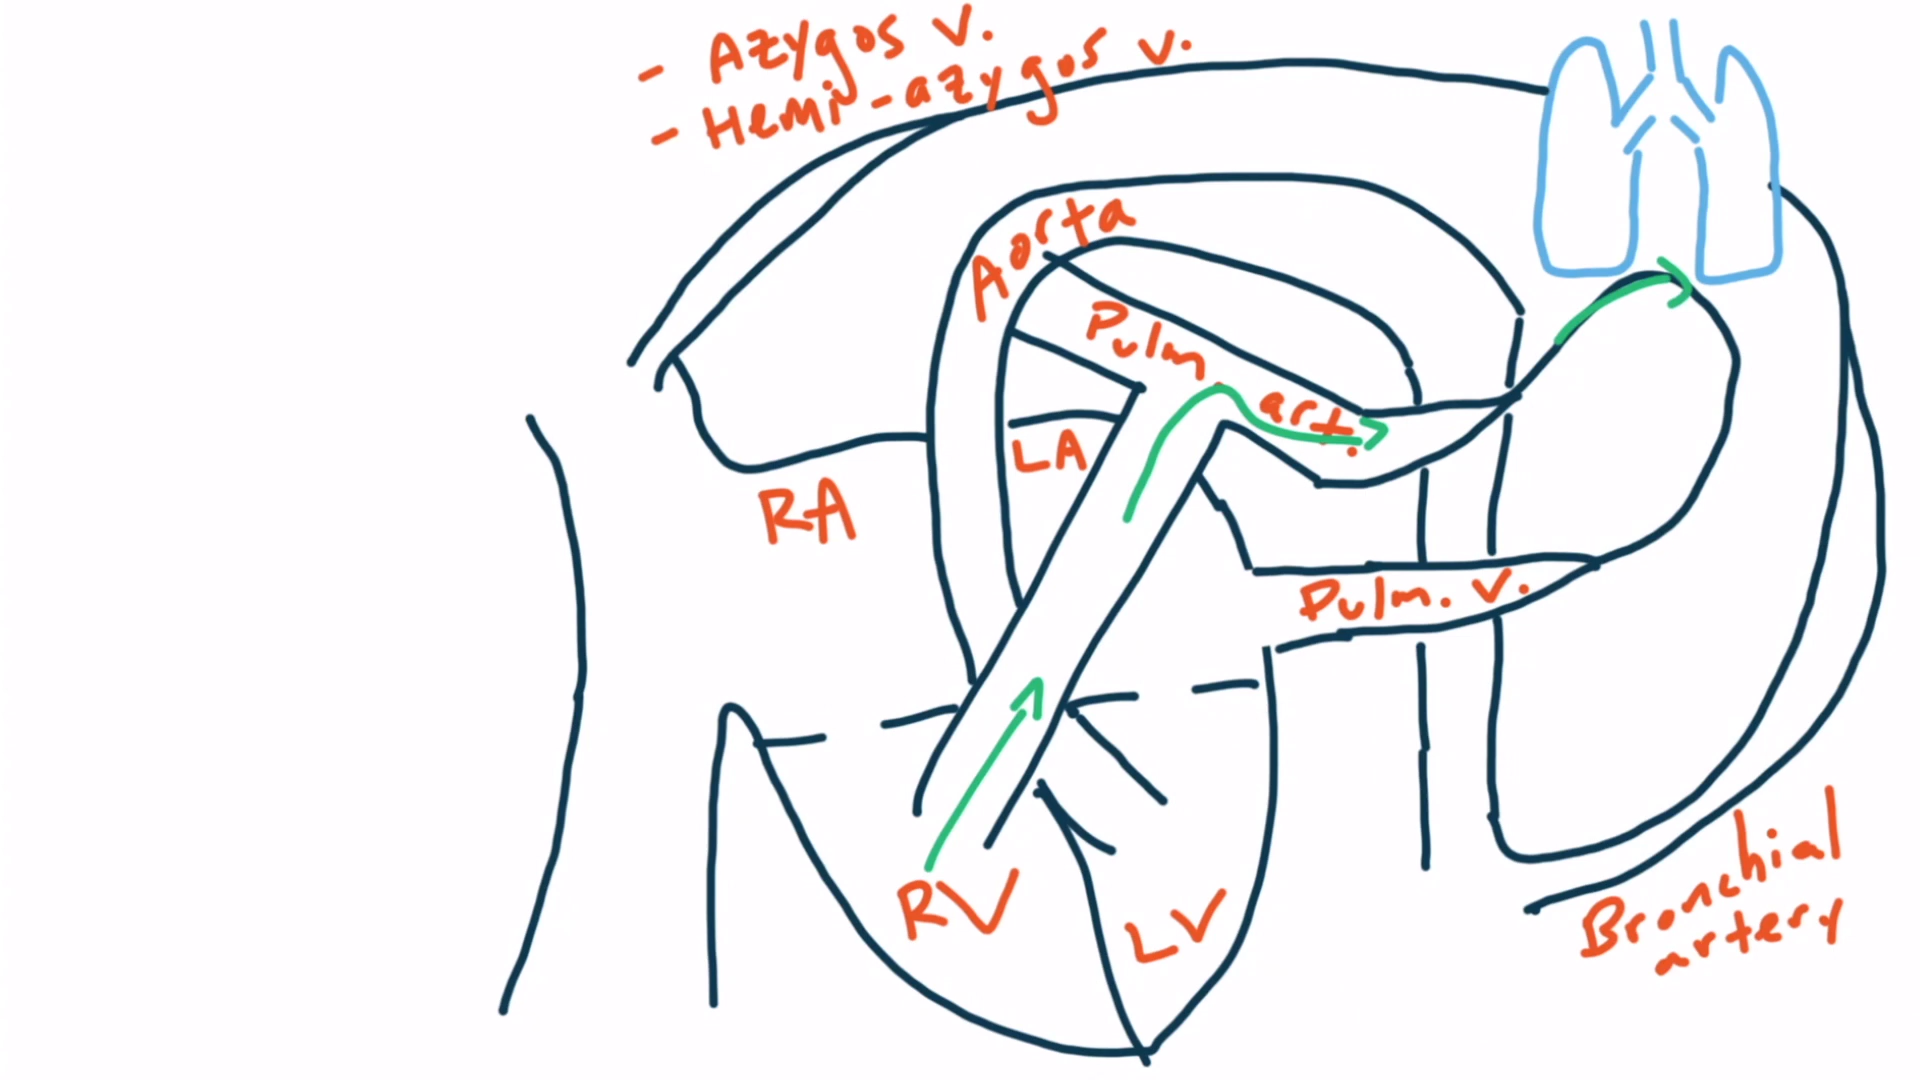 - Azygos v.
- Hemi-azygos v.
Aorta
Pulm. art.
LA
RA
Pulm. v.
RV
LV
Bronchial
artery